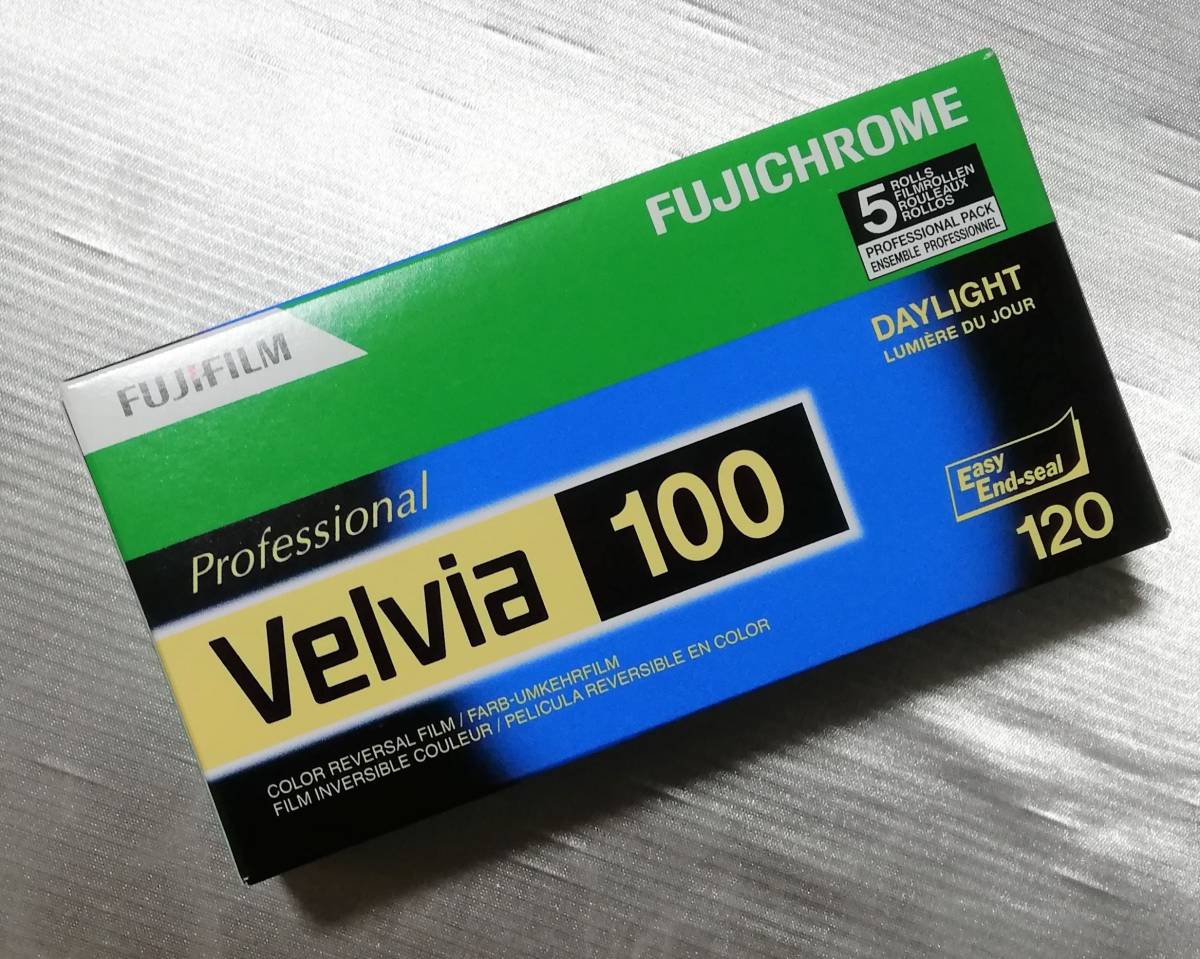 FUJICHROME
5 ROLLS
FILMROLLEN
ROULEAUX
ROLLOS
PROFESSIONAL PACK
ENSEMBLE PROFESSIONNEL
FUJIFILM
DAYLIGHT
LUMIÈRE DU JOUR
Professional
Velvia 100
Easy
End-seal
120
COLOR REVERSAL FILM / FARB-UMKEHRFILM
FILM INVERSIBLE COULEUR / PELICULA REVERSIBLE EN COLOR